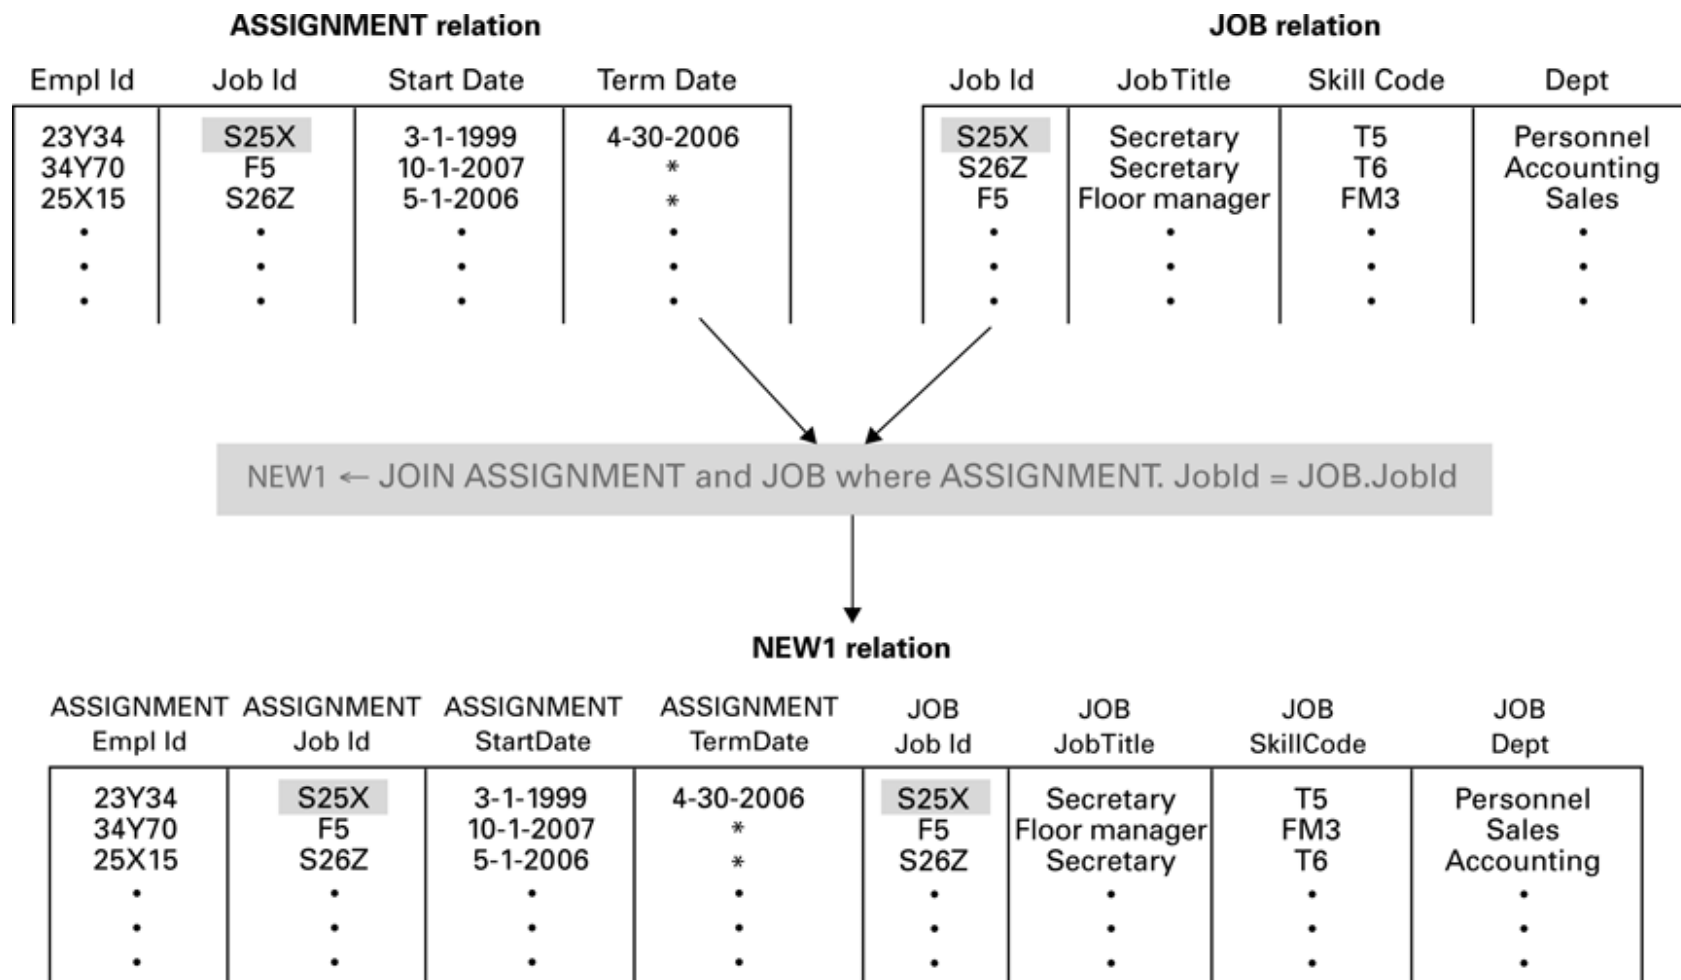 ASSIGNMENT relation
Empl Id Job Id Start Date Term Date
23Y34 S25X 3-1-1999 4-30-2006
34Y70 F5 10-1-2007 *
25X15 S26Z 5-1-2006 *
JOB relation
Job Id Job Title Skill Code Dept
S25X Secretary T5 Personnel
S26Z Secretary T6 Accounting
F5 Floor manager FM3 Sales
NEW1 ← JOIN ASSIGNMENT and JOB where ASSIGNMENT. JobId = JOB.JobId
NEW1 relation
ASSIGNMENT ASSIGNMENT ASSIGNMENT ASSIGNMENT JOB JOB JOB JOB
Empl Id Job Id StartDate TermDate Job Id JobTitle SkillCode Dept
23Y34 S25X 3-1-1999 4-30-2006 S25X Secretary T5 Personnel
34Y70 F5 10-1-2007 * F5 Floor manager FM3 Sales
25X15 S26Z 5-1-2006 * S26Z Secretary T6 Accounting